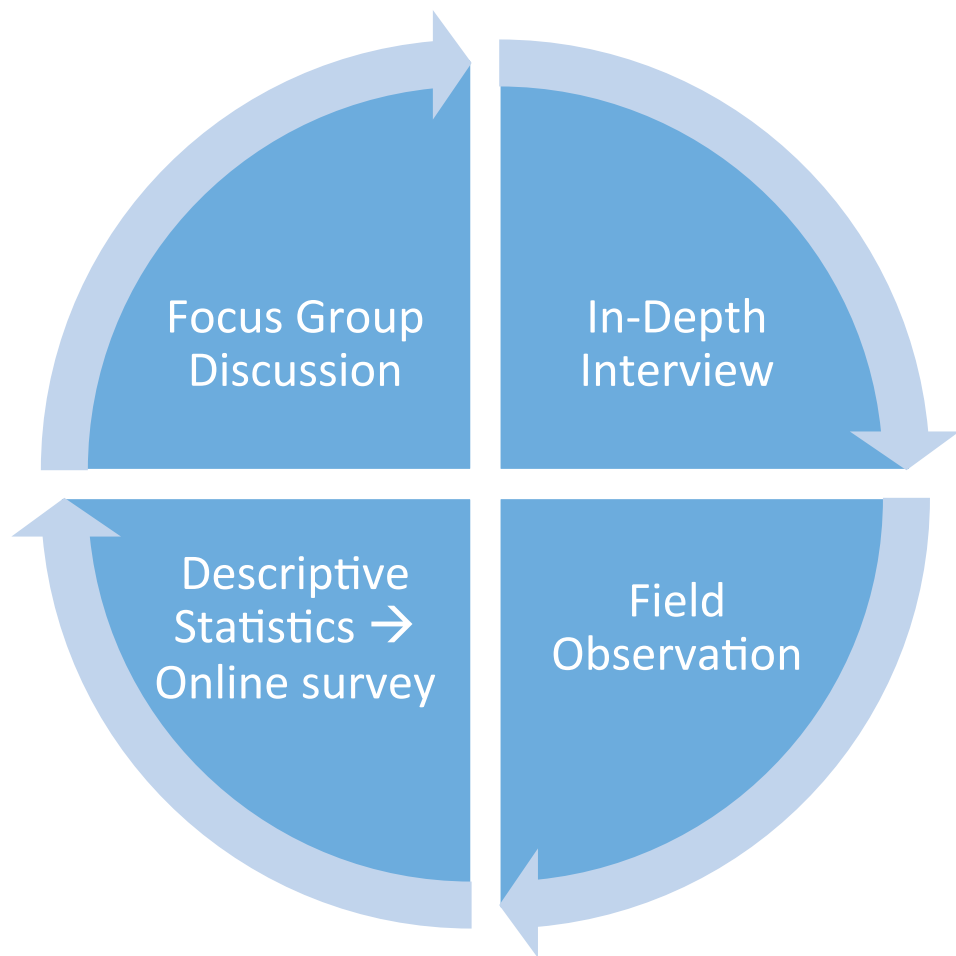 Focus Group
Discussion
In-Depth
Interview
Descriptive
Statistics →
Online survey
Field
Observation